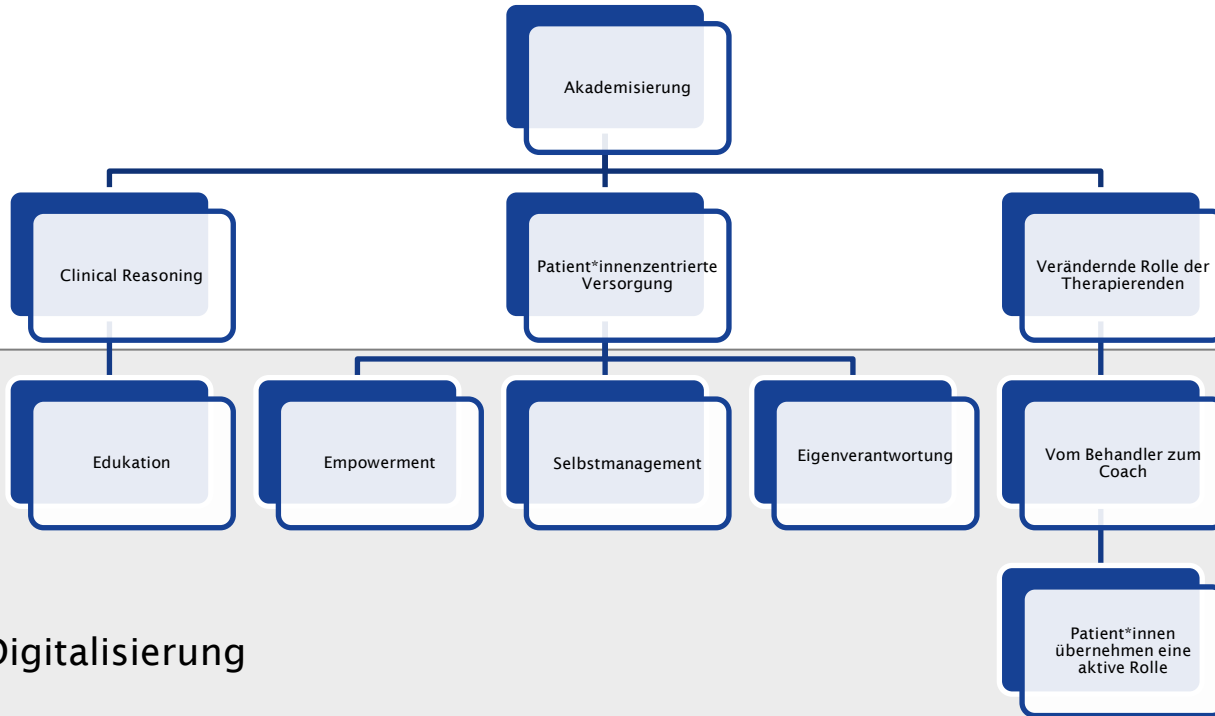 Akademisierung
Clinical Reasoning
Patient*innenzentrierte
Versorgung
Verändernde Rolle der
Therapierenden
Edukation
Empowerment
Selbstmanagement
Eigenverantwortung
Vom Behandler zum
Coach
Patient*innen
übernehmen eine
aktive Rolle
Digitalisierung